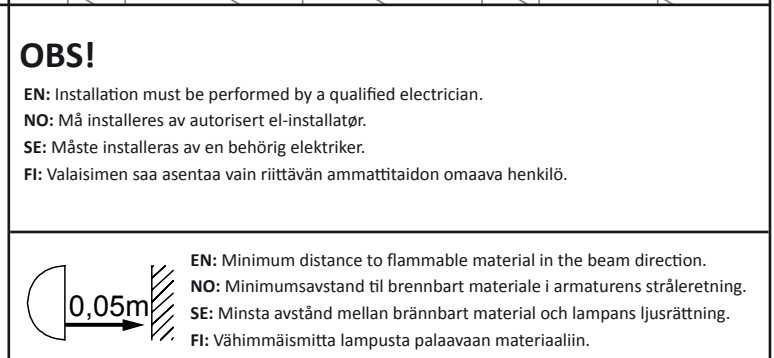 OBS!
EN: Installation must be performed by a qualified electrician.
NO: Må installeres av autorisert el-installatør.
SE: Måste installeras av en behörig elektriker.
FI: Valaisimen saa asentaa vain riittävän ammattitaidon omaava henkilö.
0,05m
EN: Minimum distance to flammable material in the beam direction.
NO: Minimumsavstand til brennbart materiale i armaturens stråleretning.
SE: Minsta avstånd mellan brännbart material och lampans ljusrättning.
FI: Vähimmäismitta lampusta palaavaan materiaaliin.